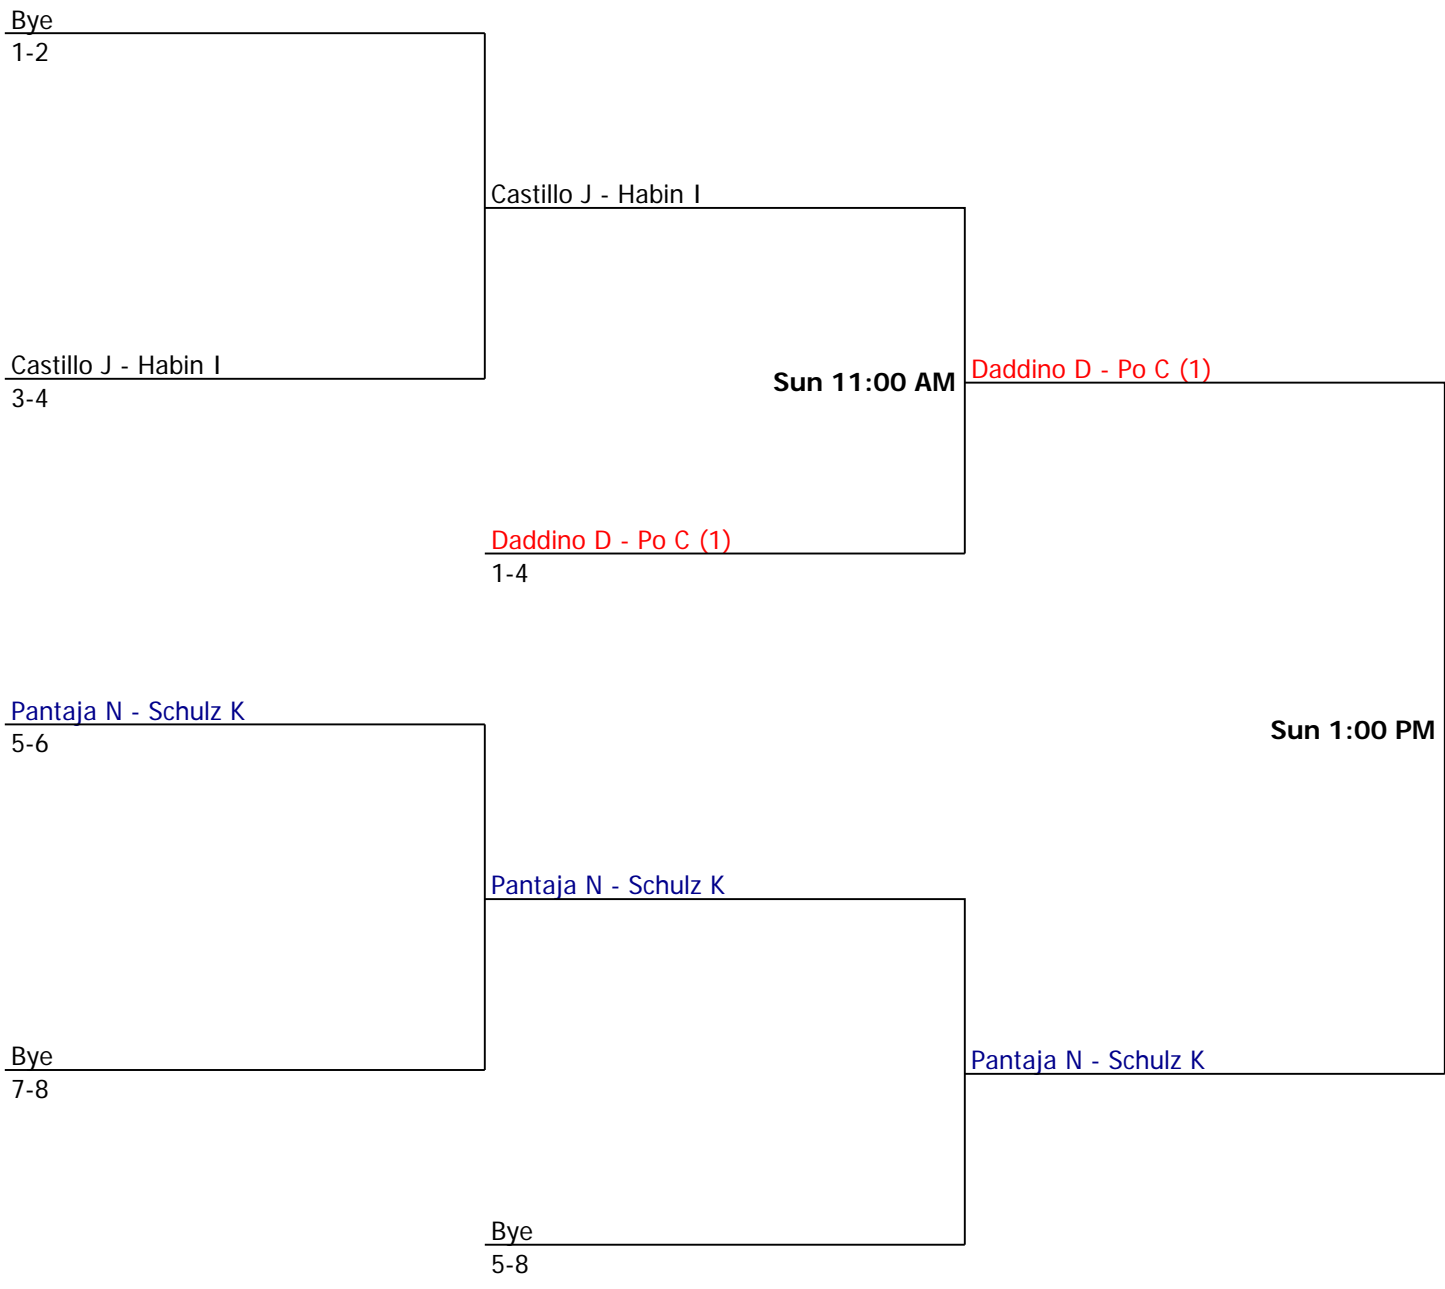 Bye
1-2
Castillo J - Habin I
Castillo J - Habin I
3-4
Sun 11:00 AM
Daddino D - Po C (1)
Daddino D - Po C (1)
1-4
Pantaja N - Schulz K
5-6
Sun 1:00 PM
Pantaja N - Schulz K
Bye
7-8
Pantaja N - Schulz K
Bye
5-8